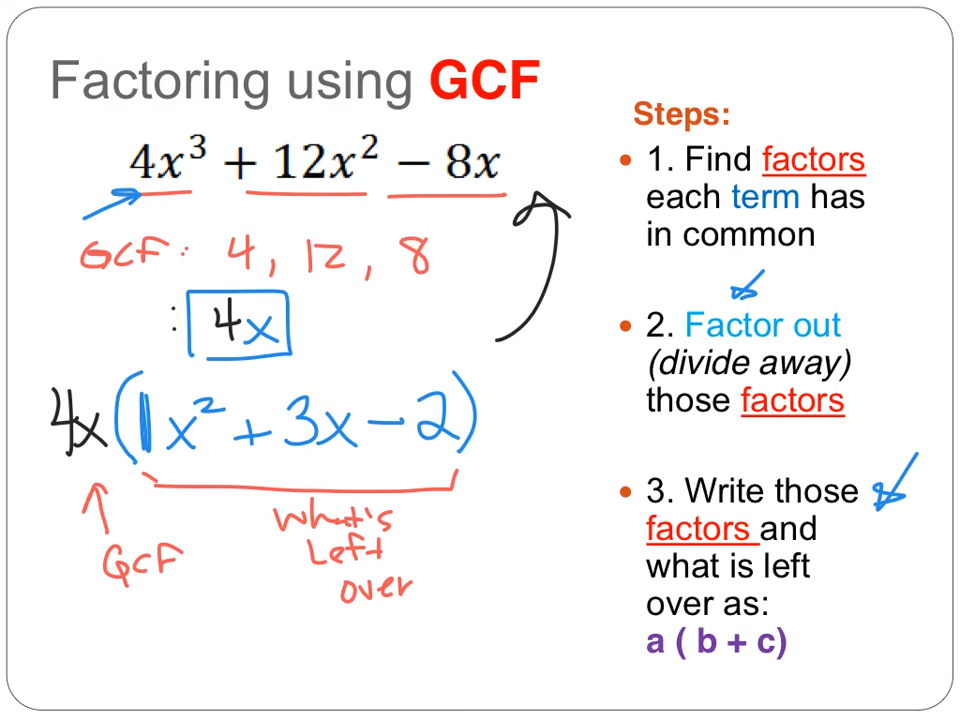 Factoring using GCF
4x³ + 12x² − 8x
GCF : 4, 12, 8
: 4x
4x(1x² + 3x − 2)
GCF
what's
Left
over
Steps:
• 1. Find factors
each term has
in common
• 2. Factor out
(divide away)
those factors
• 3. Write those
factors and
what is left
over as:
a ( b + c)